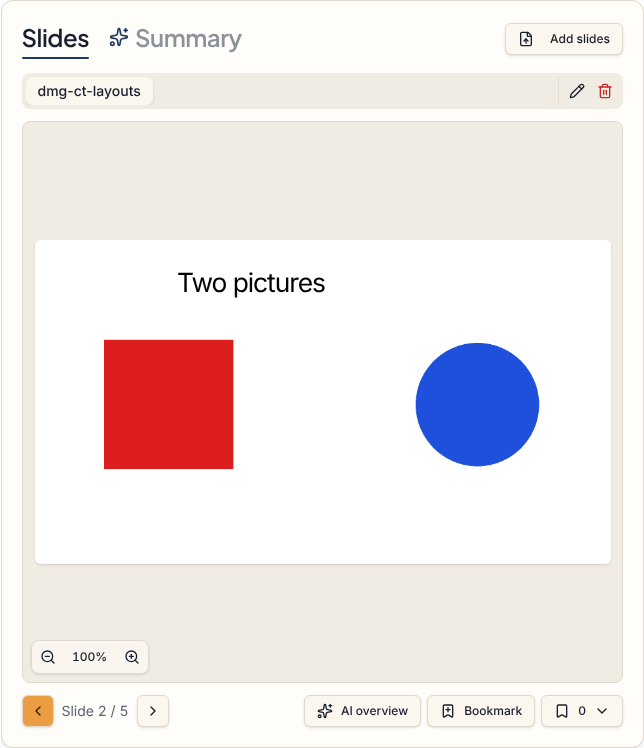 Slides
Summary
Add slides
dmg-ct-layouts
Two pictures
100%
Slide 2 / 5
AI overview
Bookmark
0